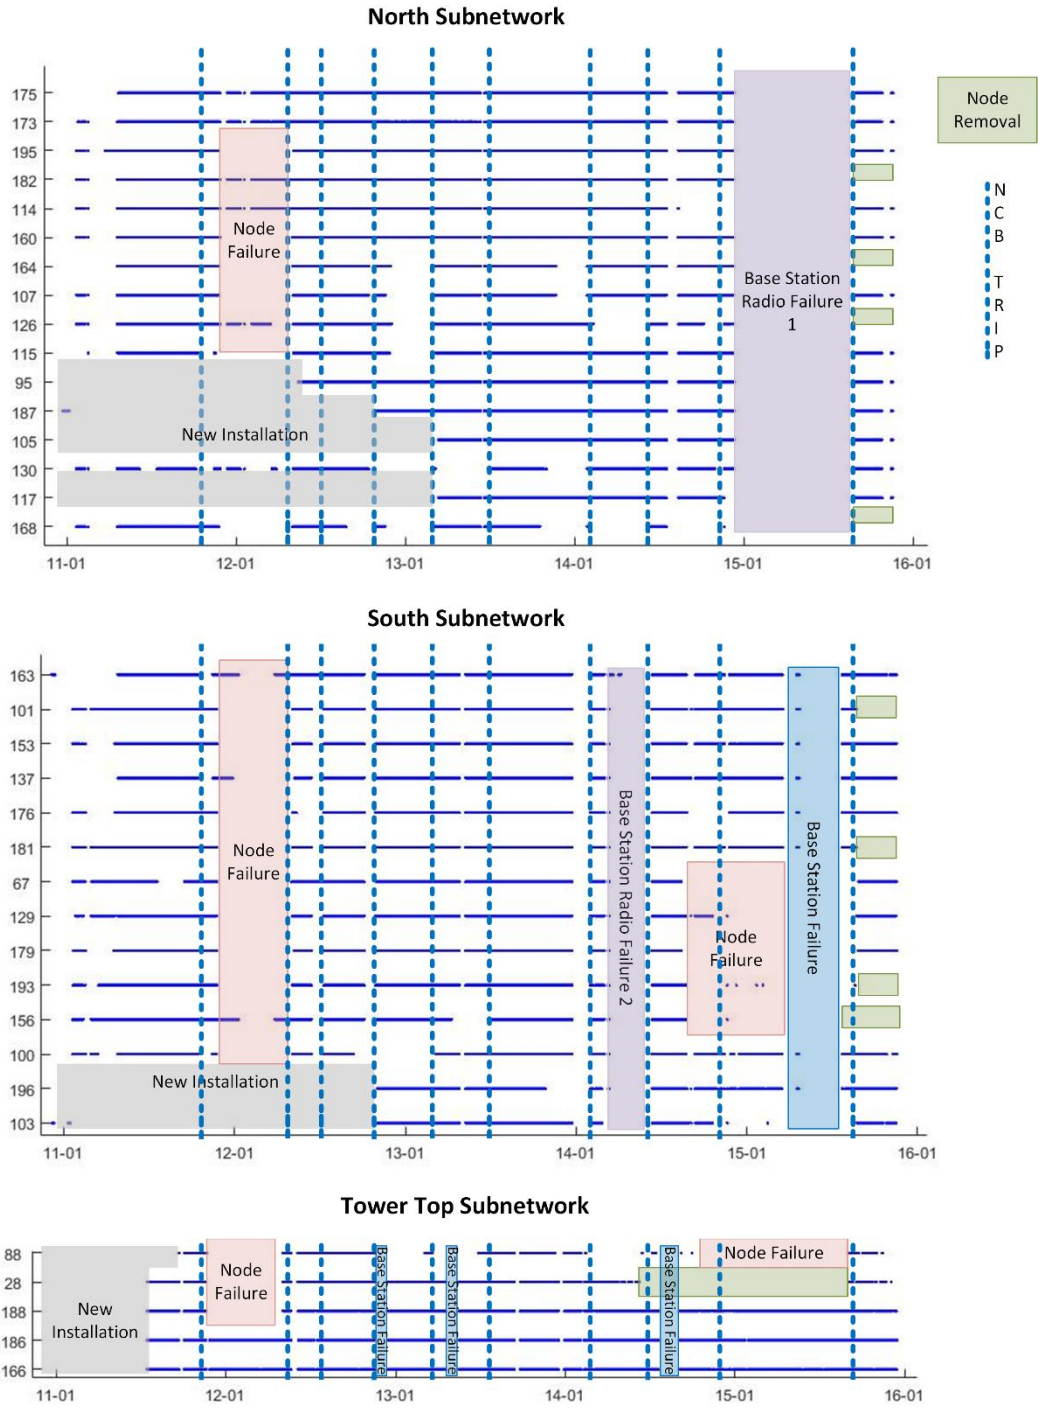 North Subnetwork
175
173
195
182
114
160
164
107
126
115
95
187
105
130
117
168
Node
Failure
New Installation
Base Station
Radio Failure
1
Node
Removal
N
C
B
T
R
I
P
11-01 12-01 13-01 14-01 15-01 16-01
South Subnetwork
163
101
153
137
176
181
67
129
179
193
156
100
196
103
Node
Failure
New Installation
Base Station Radio Failure 2
Node
Failure
Base Station Failure
11-01 12-01 13-01 14-01 15-01 16-01
Tower Top Subnetwork
88
28
188
186
166
New
Installation
Node
Failure
Base Station Failure
Base Station Failure
Base Station Failure
Node Failure
11-01 12-01 13-01 14-01 15-01 16-01